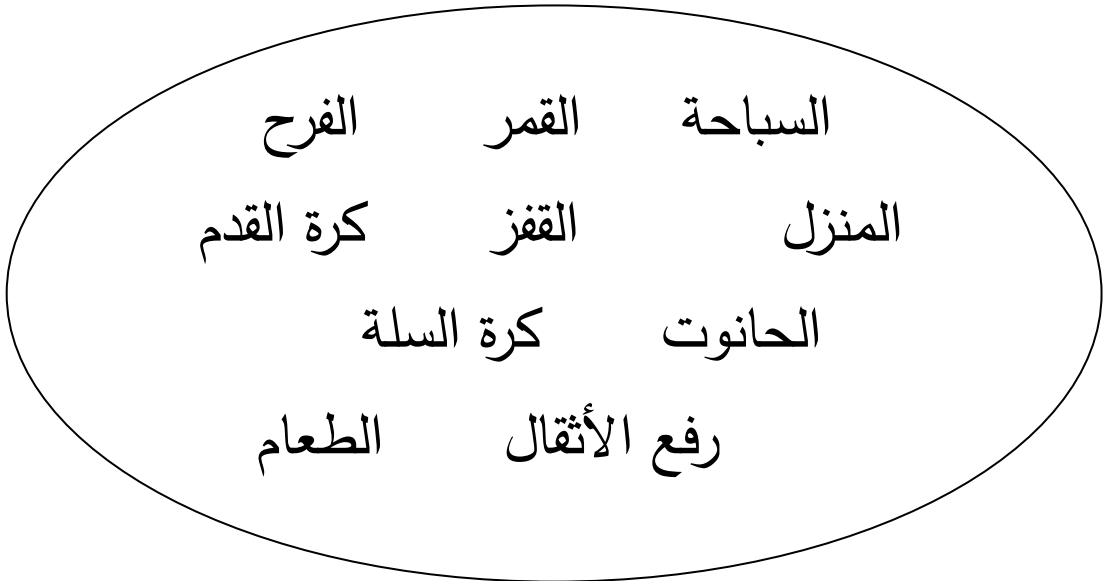 السباحة القمر الفرح
المنزل القفز كرة القدم
الحانوت كرة السلة
رفع الأثقال الطعام